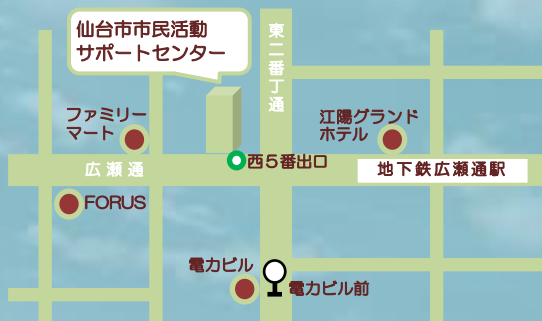 仙台市市民活動
サポートセンター
東二番丁通
ファミリー
マート
江陽グランド
ホテル
広瀬通
西5番出口
地下鉄広瀬通駅
FORUS
電力ビル
電力ビル前